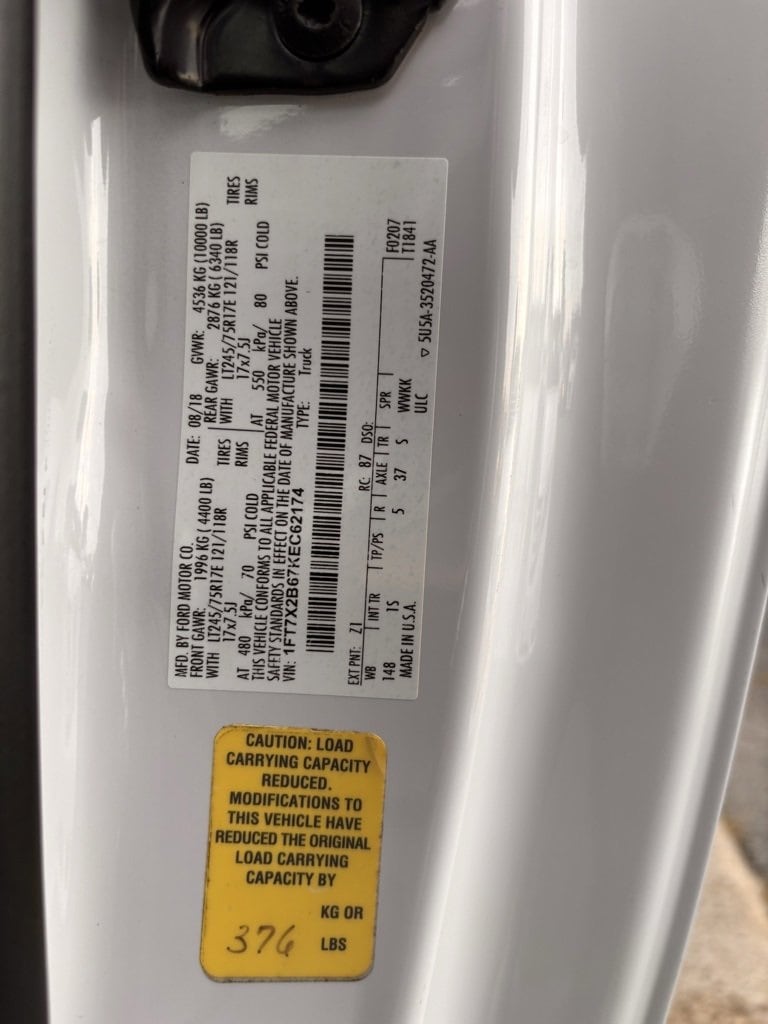 MFD. BY FORD MOTOR CO.
DATE: 08/18 GVWR: 4536 KG (10000 LB)
FRONT GAWR: 1996 KG ( 4400 LB) REAR GAWR: 2876 KG ( 6340 LB)
WITH LT245/75R17E 121/118R TIRES WITH LT245/75R17E 121/118R TIRES
17x7.5J RIMS 17x7.5J RIMS
AT 480 kPa/ 70 PSI COLD AT 550 kPa/ 80 PSI COLD
THIS VEHICLE CONFORMS TO ALL APPLICABLE FEDERAL MOTOR VEHICLE
SAFETY STANDARDS IN EFFECT ON THE DATE OF MANUFACTURE SHOWN ABOVE.
VIN: 1FT7X2B67KEC62174 TYPE: Truck
EXT PNT: Z1 RC: 87 DSO: F0207
WB INT TR TP/PS R AXLE TR SPR T1841
148 1S 5 37 S WWKK
MADE IN U.S.A. ULC ▽ 5U5A-3520472-AA
CAUTION: LOAD
CARRYING CAPACITY
REDUCED.
MODIFICATIONS TO
THIS VEHICLE HAVE
REDUCED THE ORIGINAL
LOAD CARRYING
CAPACITY BY
KG OR
376 LBS